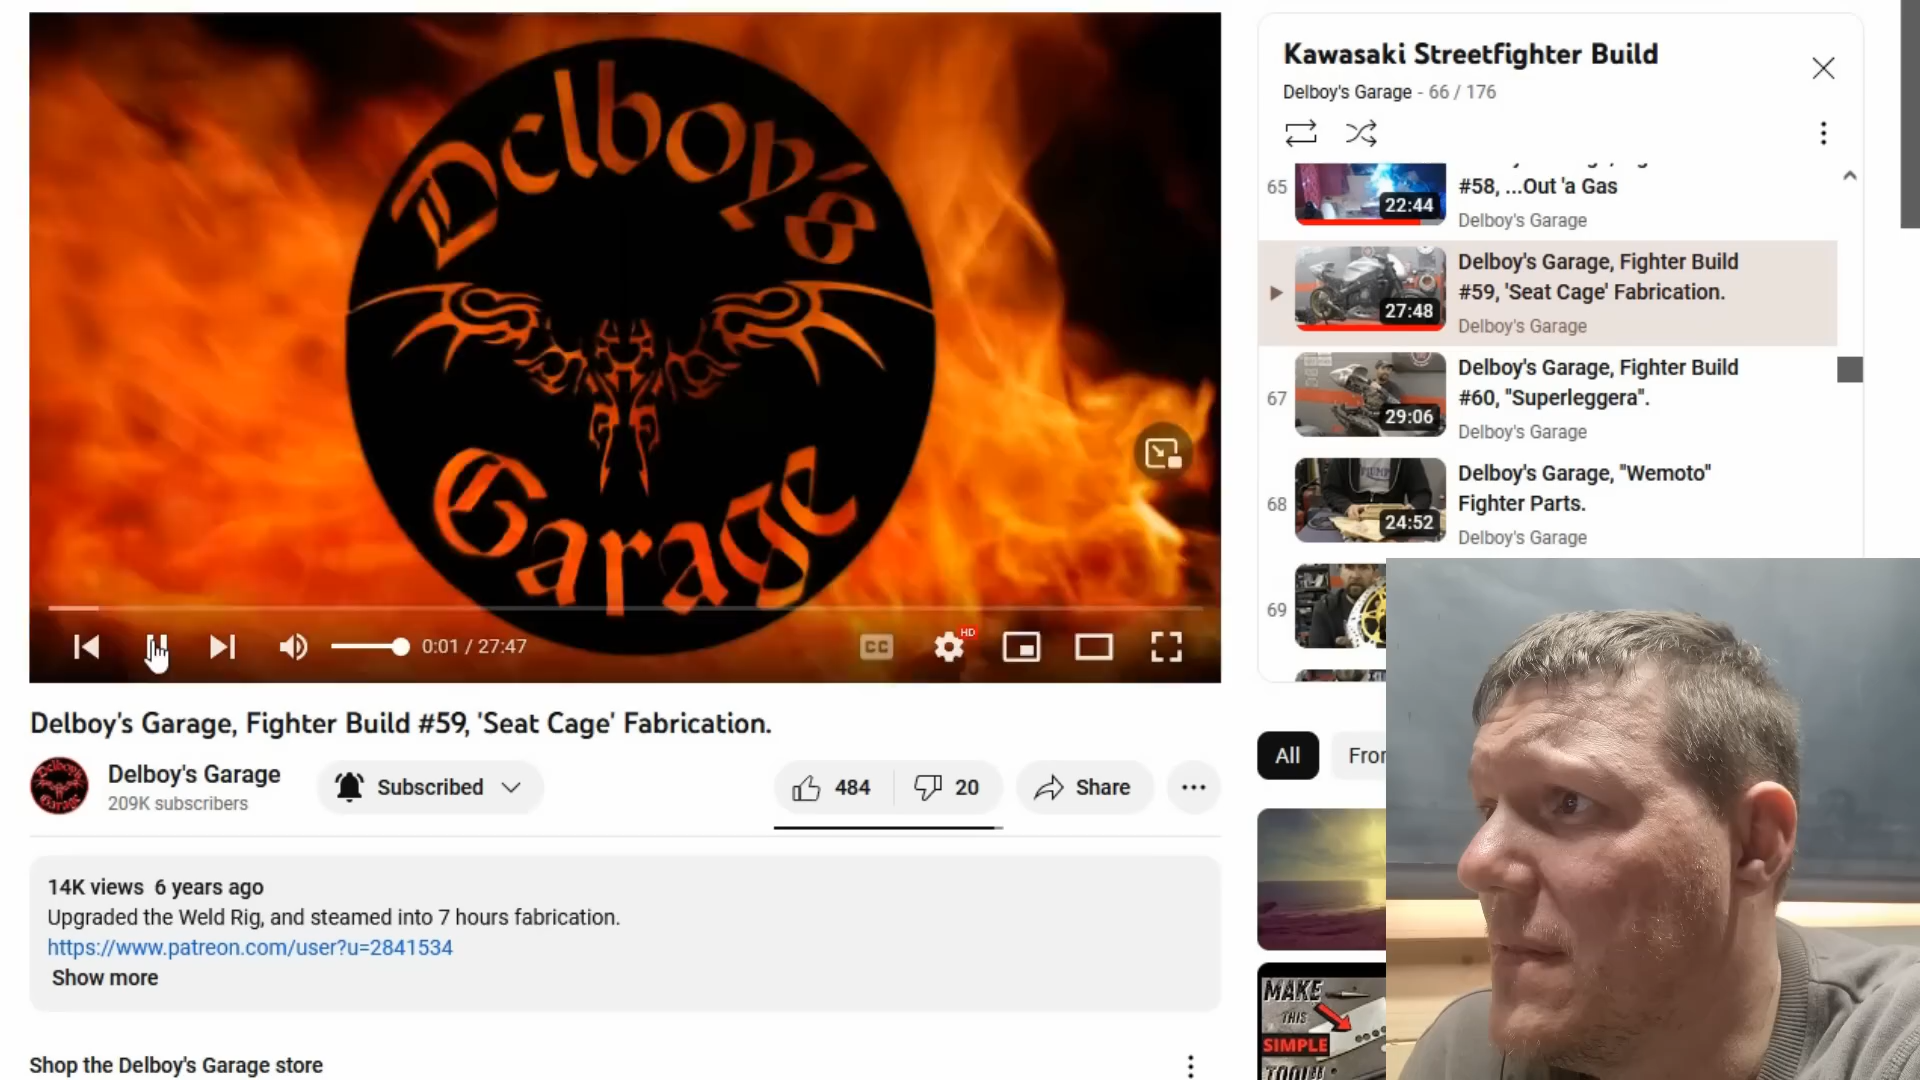 Delboy's
Garage
0:01 / 27:47
CC
HD
Delboy's Garage, Fighter Build #59, 'Seat Cage' Fabrication.
Delboy's Garage
209K subscribers
Subscribed
484
20
Share
14K views 6 years ago
Upgraded the Weld Rig, and steamed into 7 hours fabrication.
https://www.patreon.com/user?u=2841534
Show more
Shop the Delboy's Garage store
Kawasaki Streetfighter Build
Delboy's Garage - 66 / 176
65
22:44
#58, ...Out 'a Gas
Delboy's Garage
27:48
Delboy's Garage, Fighter Build
#59, 'Seat Cage' Fabrication.
Delboy's Garage
67
29:06
Delboy's Garage, Fighter Build
#60, "Superleggera".
Delboy's Garage
68
24:52
Delboy's Garage, "Wemoto"
Fighter Parts.
Delboy's Garage
69
All
Fro
MAKE
THIS
SIMPLE
TOOL!!